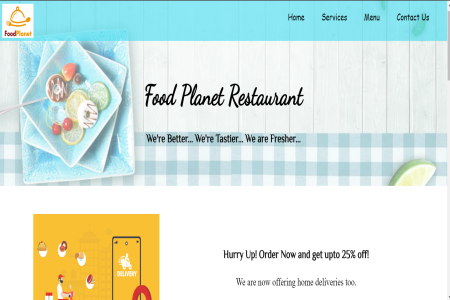 FoodPlanet
Home Services Menu Contact Us
Food Planet Restaurant
We're Better... We're Tastier... We are Fresher...
DELIVERY
Hurry Up! Order Now and get upto 25% off!
We are now offering home deliveries too.